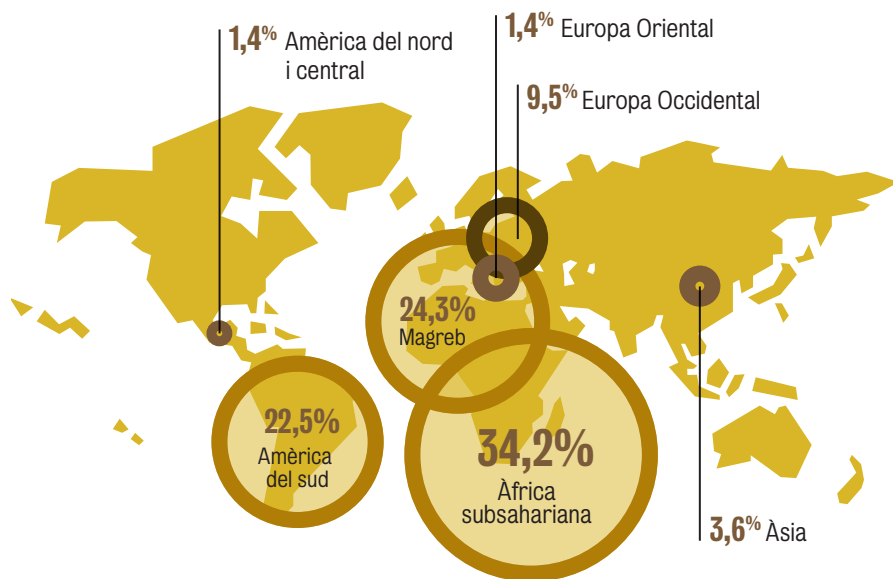 1,4% Amèrica del nord
i central
1,4% Europa Oriental
9,5% Europa Occidental
24,3%
Magreb
22,5%
Amèrica
del sud
34,2%
Àfrica
subsahariana
3,6% Àsia